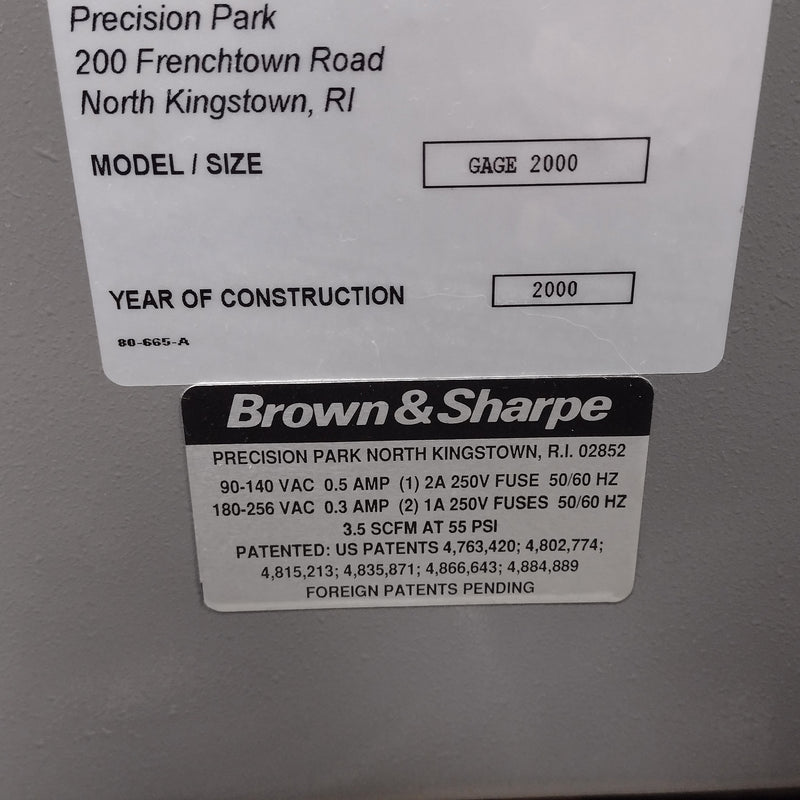 Precision Park
200 Frenchtown Road
North Kingstown, RI
MODEL / SIZE GAGE 2000
YEAR OF CONSTRUCTION 2000
80-665-A
Brown & Sharpe
PRECISION PARK NORTH KINGSTOWN, R.I. 02852
90-140 VAC 0.5 AMP (1) 2A 250V FUSE 50/60 HZ
180-256 VAC 0.3 AMP (2) 1A 250V FUSES 50/60 HZ
3.5 SCFM AT 55 PSI
PATENTED: US PATENTS 4,763,420; 4,802,774;
4,815,213; 4,835,871; 4,866,643; 4,884,889
FOREIGN PATENTS PENDING